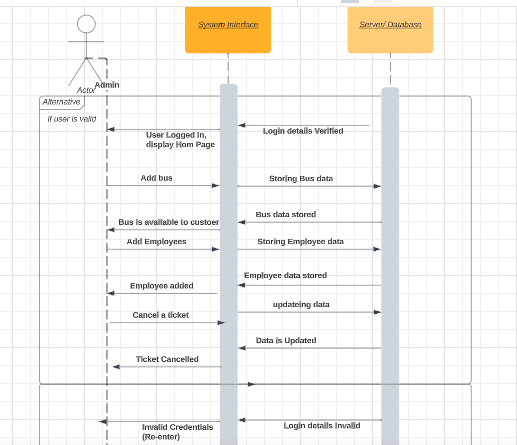 System Interface
Server/ Database
Actor
Admin
Alternative
if user is valid
Login details Verified
User Logged In,
display Hom Page
Add bus
Storing Bus data
Bus data stored
Bus is available to custoer
Add Employees
Storing Employee data
Employee data stored
Employee added
updateing data
Cancel a ticket
Data is Updated
Ticket Cancelled
Login details Invalid
Invalid Credentials
(Re-enter)